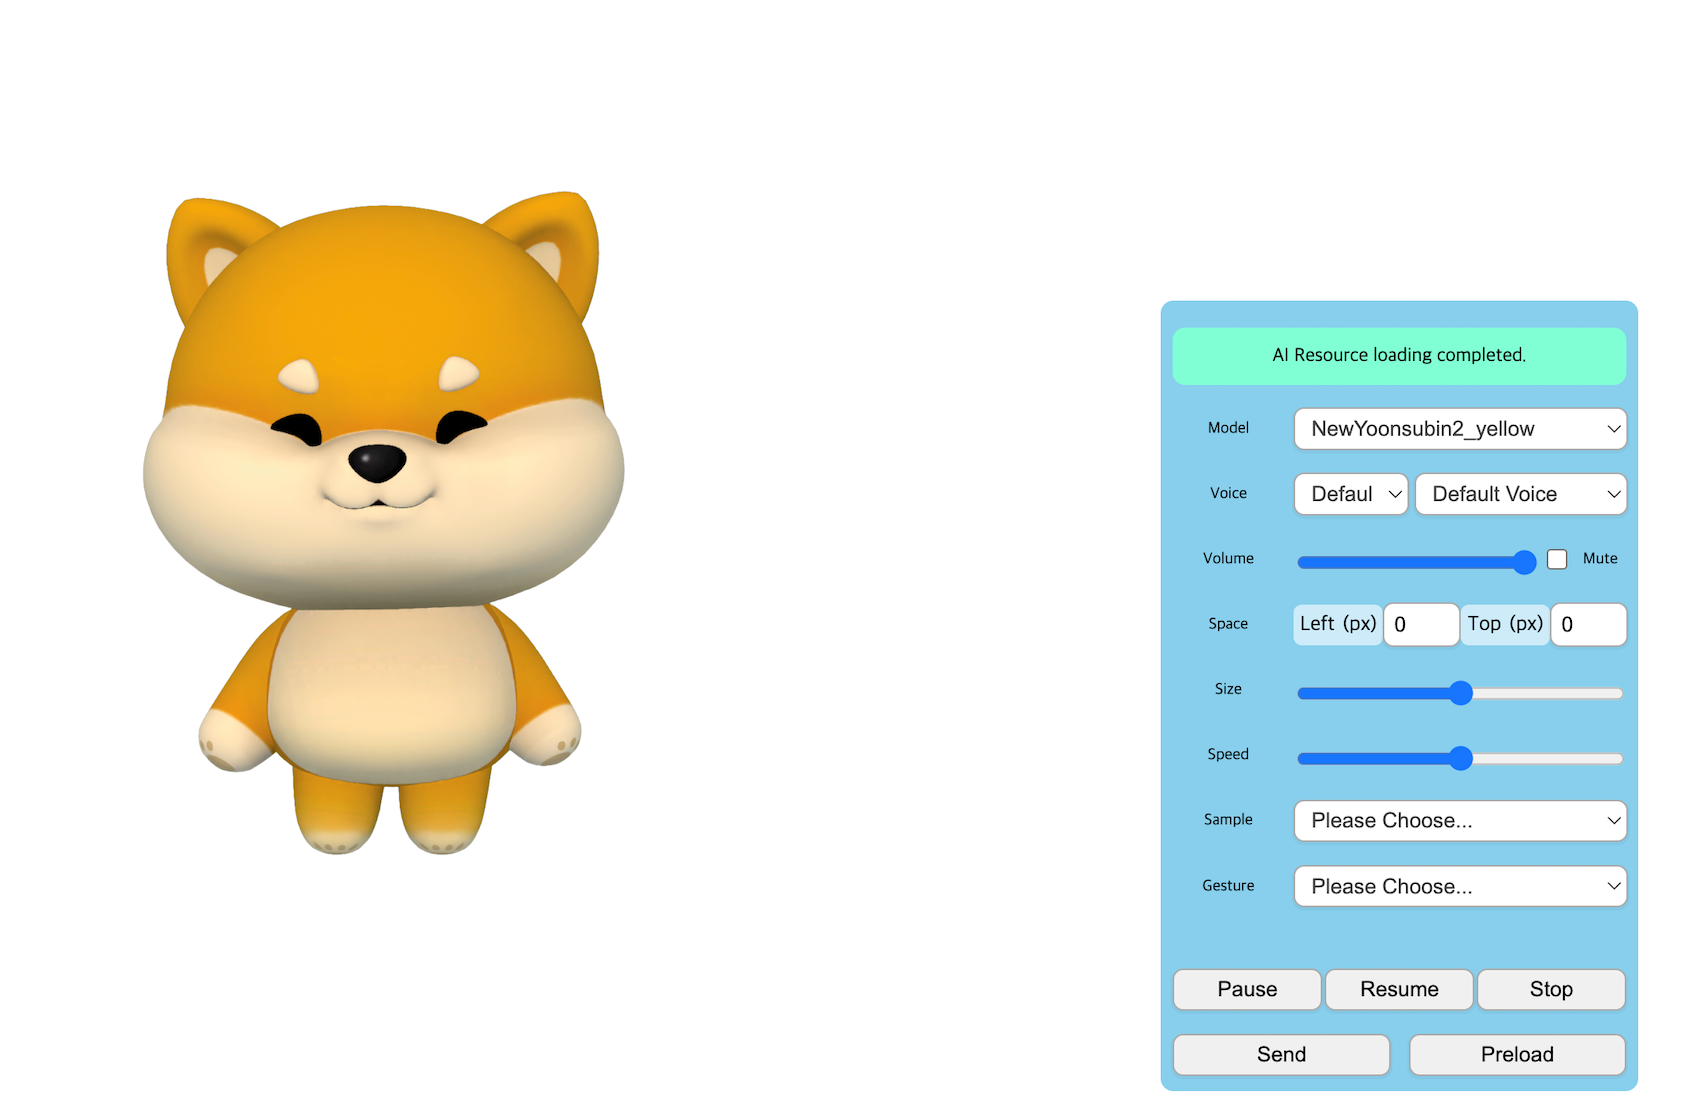 AI Resource loading completed.
Model NewYoonsubin2_yellow
Voice Defaul Default Voice
Volume Mute
Space Left (px) 0 Top (px) 0
Size
Speed
Sample Please Choose...
Gesture Please Choose...
Pause Resume Stop
Send Preload